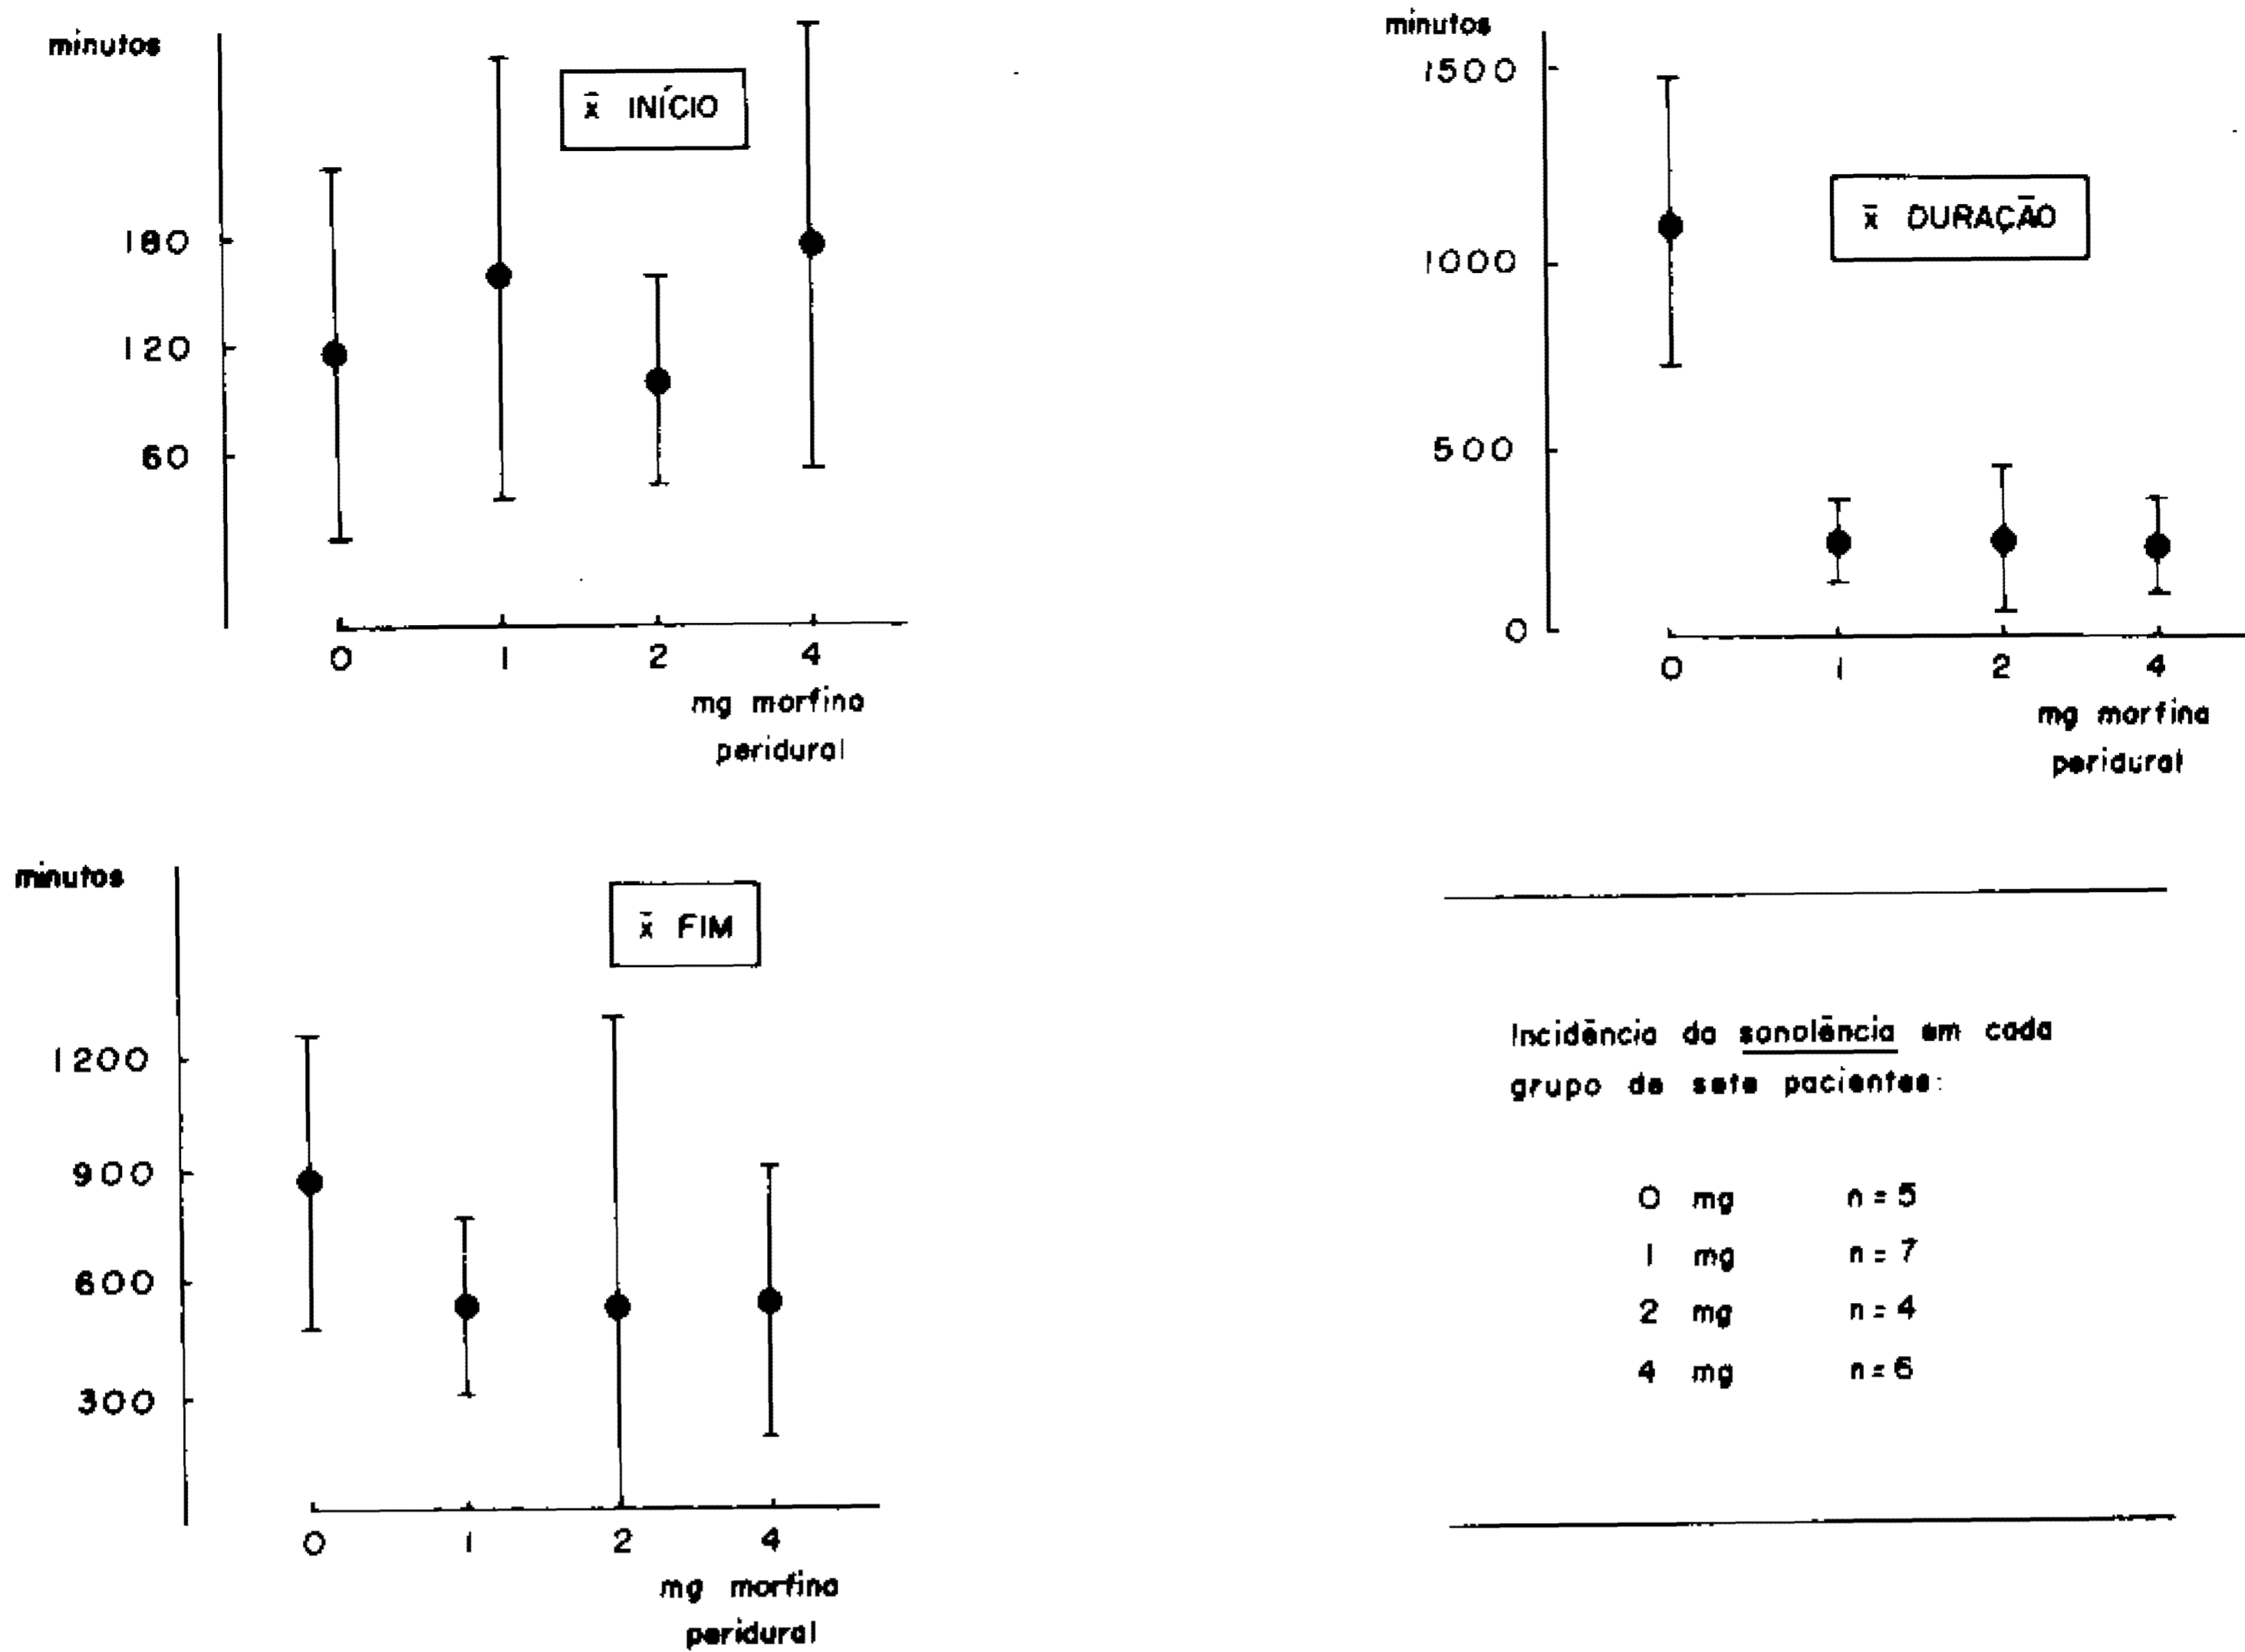 minutos
x̄ INÍCIO
180
120
60
0 1 2 4
mg morfina
peridural
minutos
1500
x̄ DURAÇÃO
1000
500
0
0 1 2 4
mg morfina
peridural
minutos
x̄ FIM
1200
900
600
300
0 1 2 4
mg morfina
peridural
Incidência da sonolência em cada
grupo de sete pacientes:
0 mg n = 5
1 mg n = 7
2 mg n = 4
4 mg n = 6